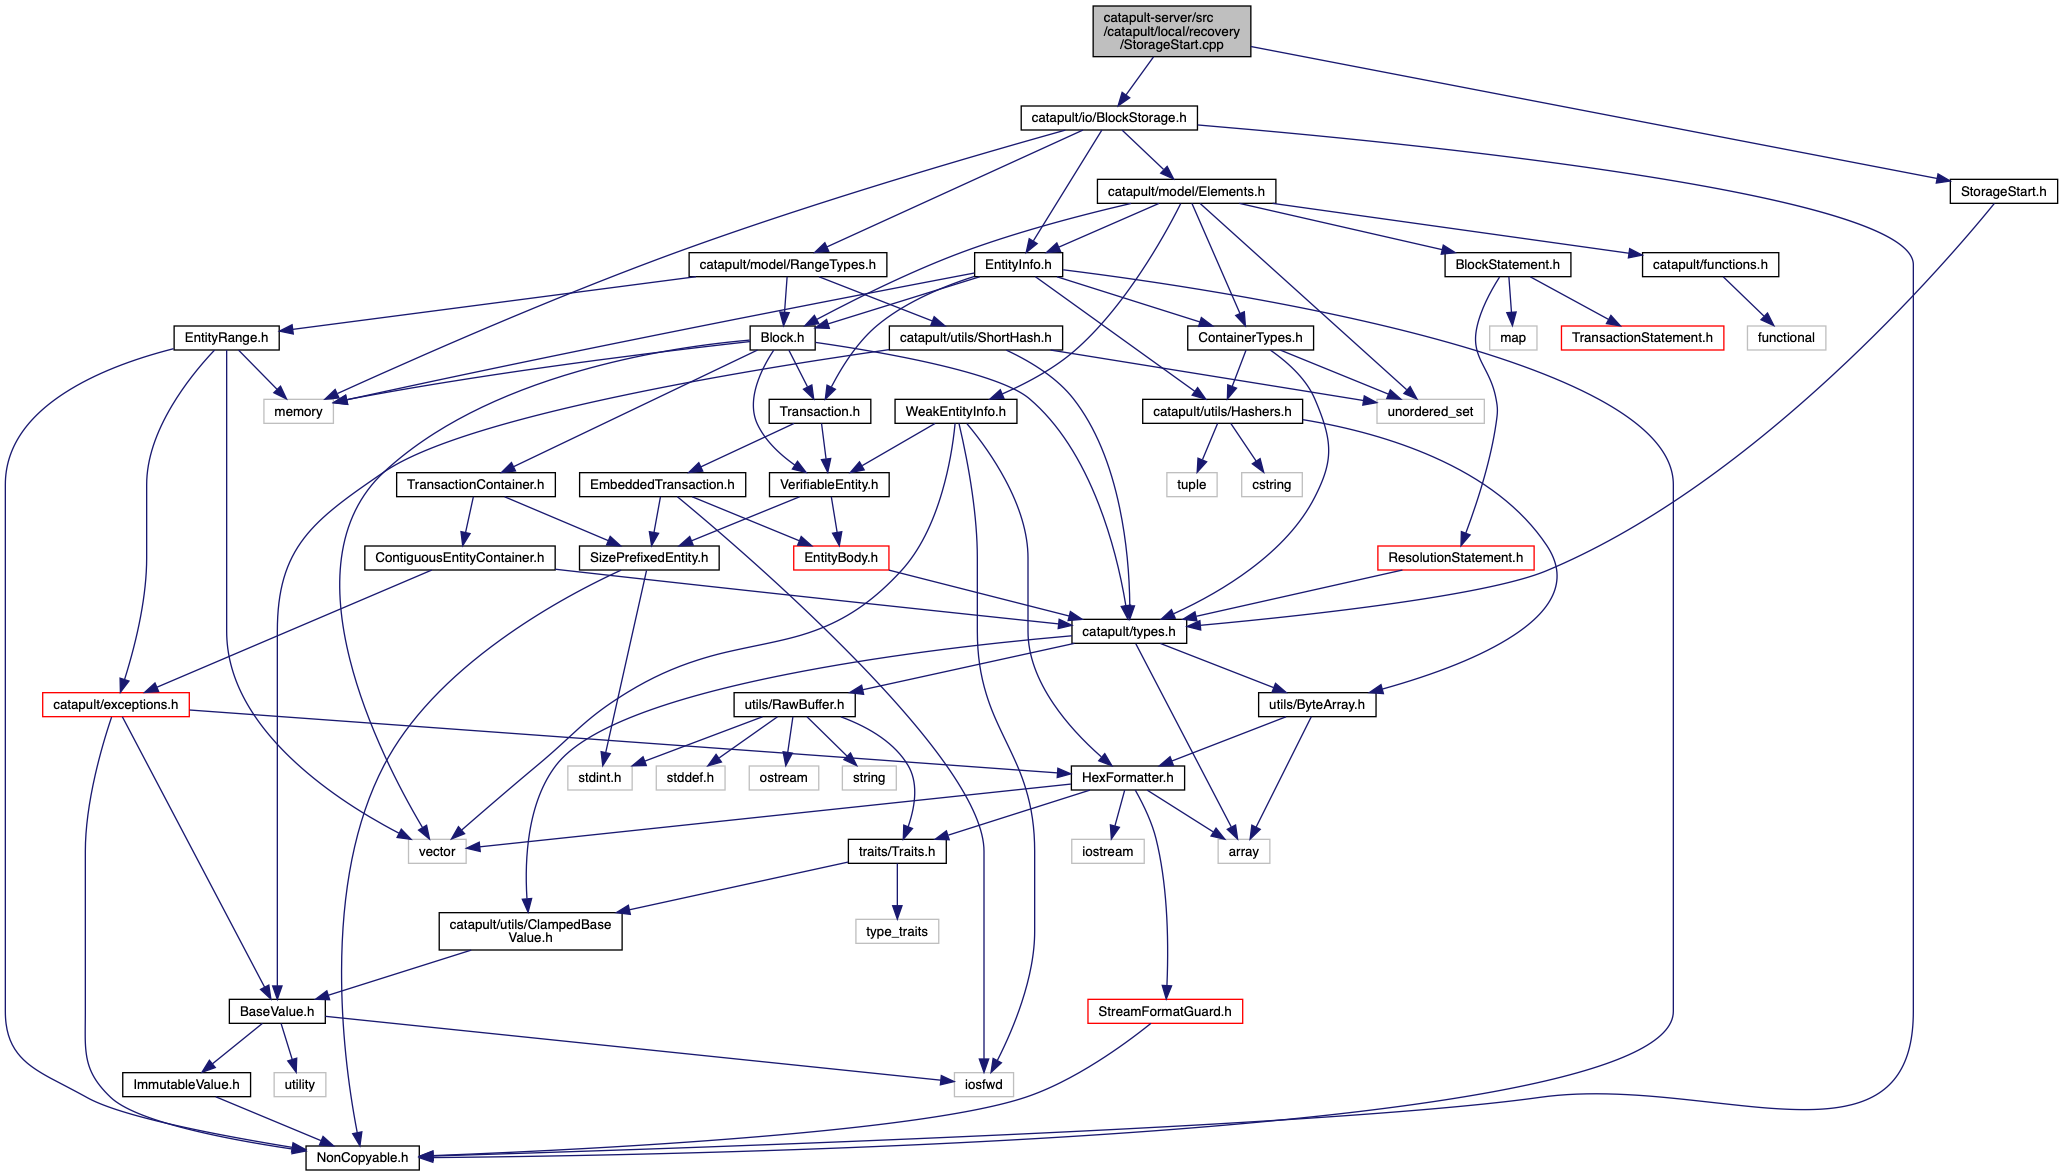 catapult-server/src
/catapult/local/recovery
/StorageStart.cpp
catapult/io/BlockStorage.h
catapult/model/Elements.h
StorageStart.h
catapult/model/RangeTypes.h
EntityInfo.h
BlockStatement.h
catapult/functions.h
EntityRange.h
Block.h
catapult/utils/ShortHash.h
ContainerTypes.h
map
TransactionStatement.h
functional
memory
Transaction.h
WeakEntityInfo.h
catapult/utils/Hashers.h
unordered_set
TransactionContainer.h
EmbeddedTransaction.h
VerifiableEntity.h
tuple
cstring
ContiguousEntityContainer.h
SizePrefixedEntity.h
EntityBody.h
ResolutionStatement.h
catapult/types.h
catapult/exceptions.h
utils/RawBuffer.h
utils/ByteArray.h
stdint.h
stddef.h
ostream
string
HexFormatter.h
vector
traits/Traits.h
iostream
array
catapult/utils/ClampedBase
Value.h
type_traits
BaseValue.h
StreamFormatGuard.h
ImmutableValue.h
utility
iosfwd
NonCopyable.h